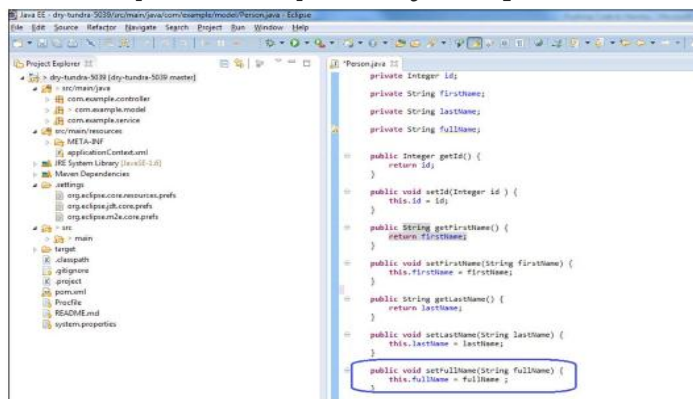 Java EE - dry-tundra-5039/src/main/java/com/example/model/Person.java - Eclipse
File Edit Source Refactor Navigate Search Project Run Window Help
Project Explorer
> dry-tundra-5039 [dry-tundra-5039 master]
> src/main/java
com.example.controller
> com.example.model
com.example.service
src/main/resources
META-INF
applicationContext.xml
JRE System Library [JavaSE-1.6]
Maven Dependencies
.settings
org.eclipse.core.resources.prefs
org.eclipse.jdt.core.prefs
org.eclipse.m2e.core.prefs
> src
> main
target
.classpath
.gitignore
.project
pom.xml
Procfile
README.md
system.properties
*Person.java
private Integer id;
private String firstName;
private String lastName;
private String fullName;
public Integer getId() {
return id;
}
public void setId(Integer id ) {
this.id = id;
}
public String getFirstName() {
return firstName;
}
public void setFirstName(String firstName) {
this.firstName = firstName;
}
public String getLastName() {
return lastName;
}
public void setLastName(String lastName) {
this.lastName = lastName;
}
public void setFullName(String fullName) {
this.fullName = fullName ;
}